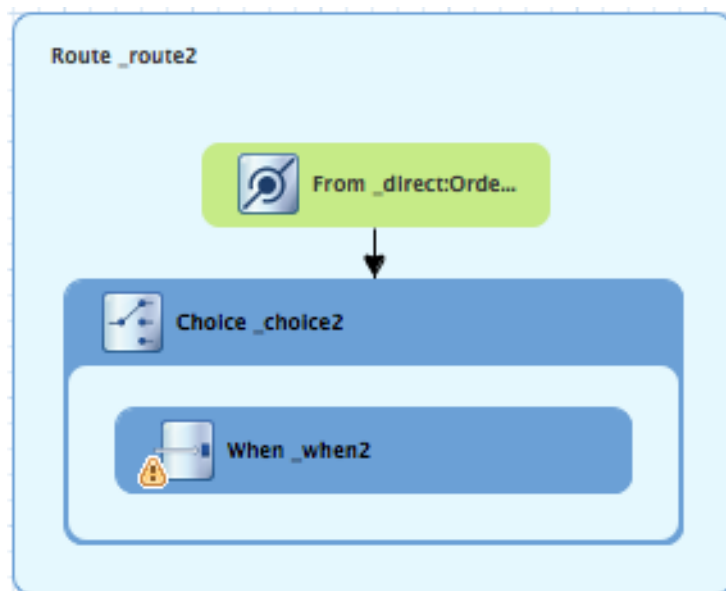 Route _route2
From _direct:Orde...
Choice _choice2
When _when2